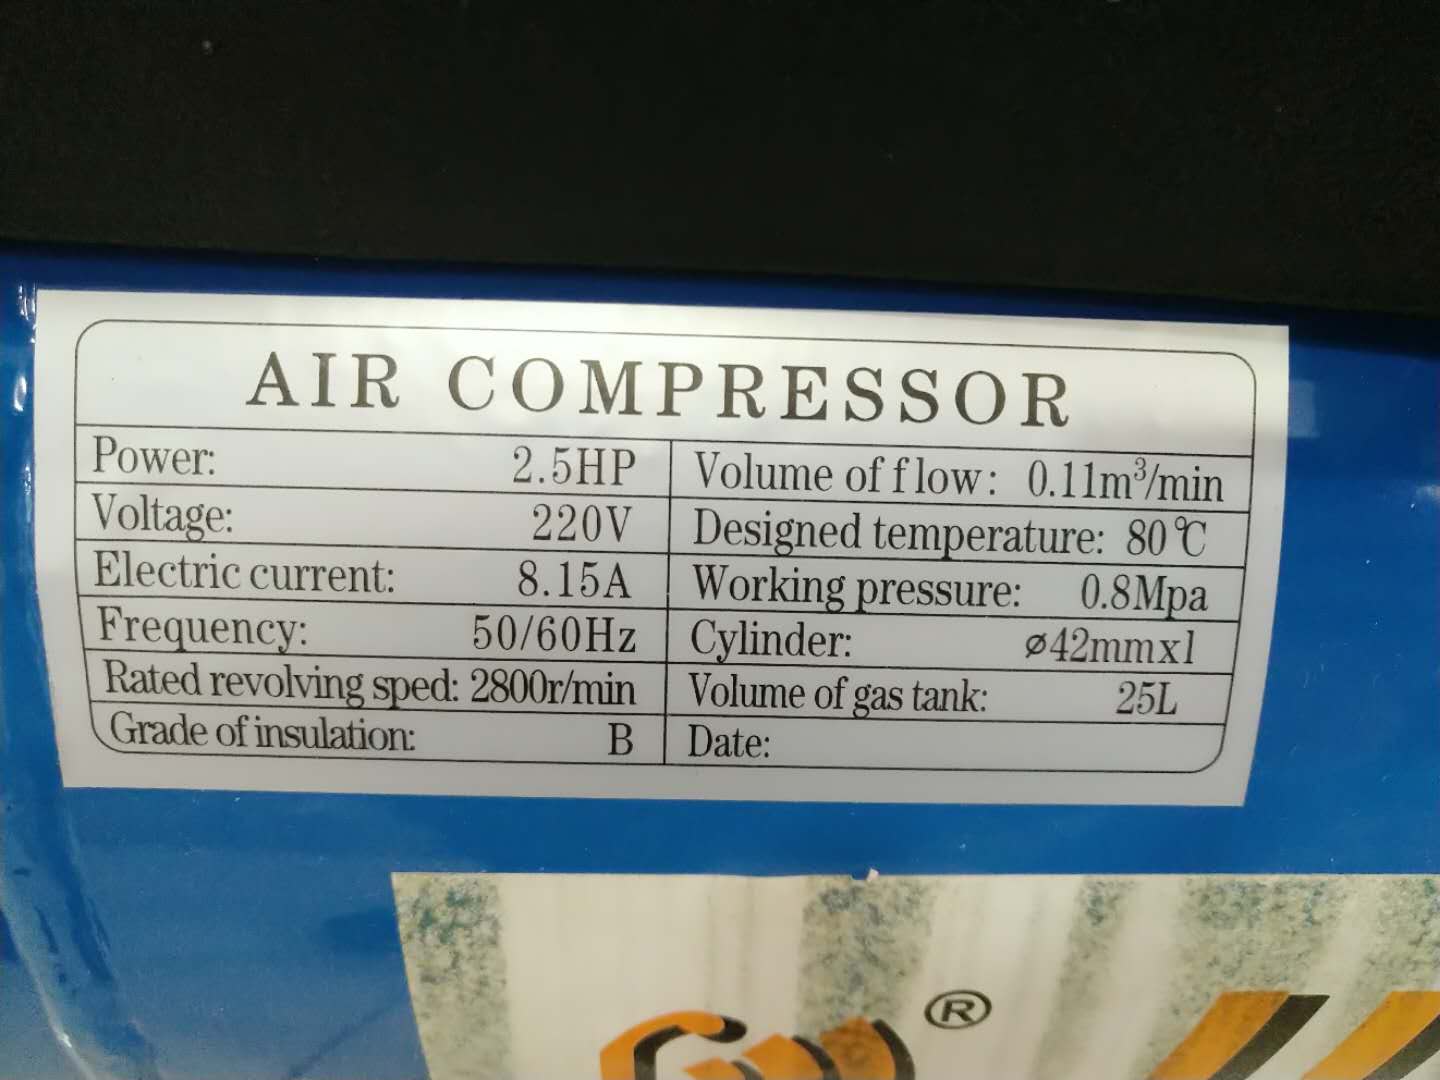 AIR COMPRESSOR
Power: 2.5HP
Volume of flow: 0.11m³/min
Voltage: 220V
Designed temperature: 80℃
Electric current: 8.15A
Working pressure: 0.8Mpa
Frequency: 50/60Hz
Cylinder: ø42mmx1
Rated revolving sped: 2800r/min
Volume of gas tank: 25L
Grade of insulation: B
Date:
®